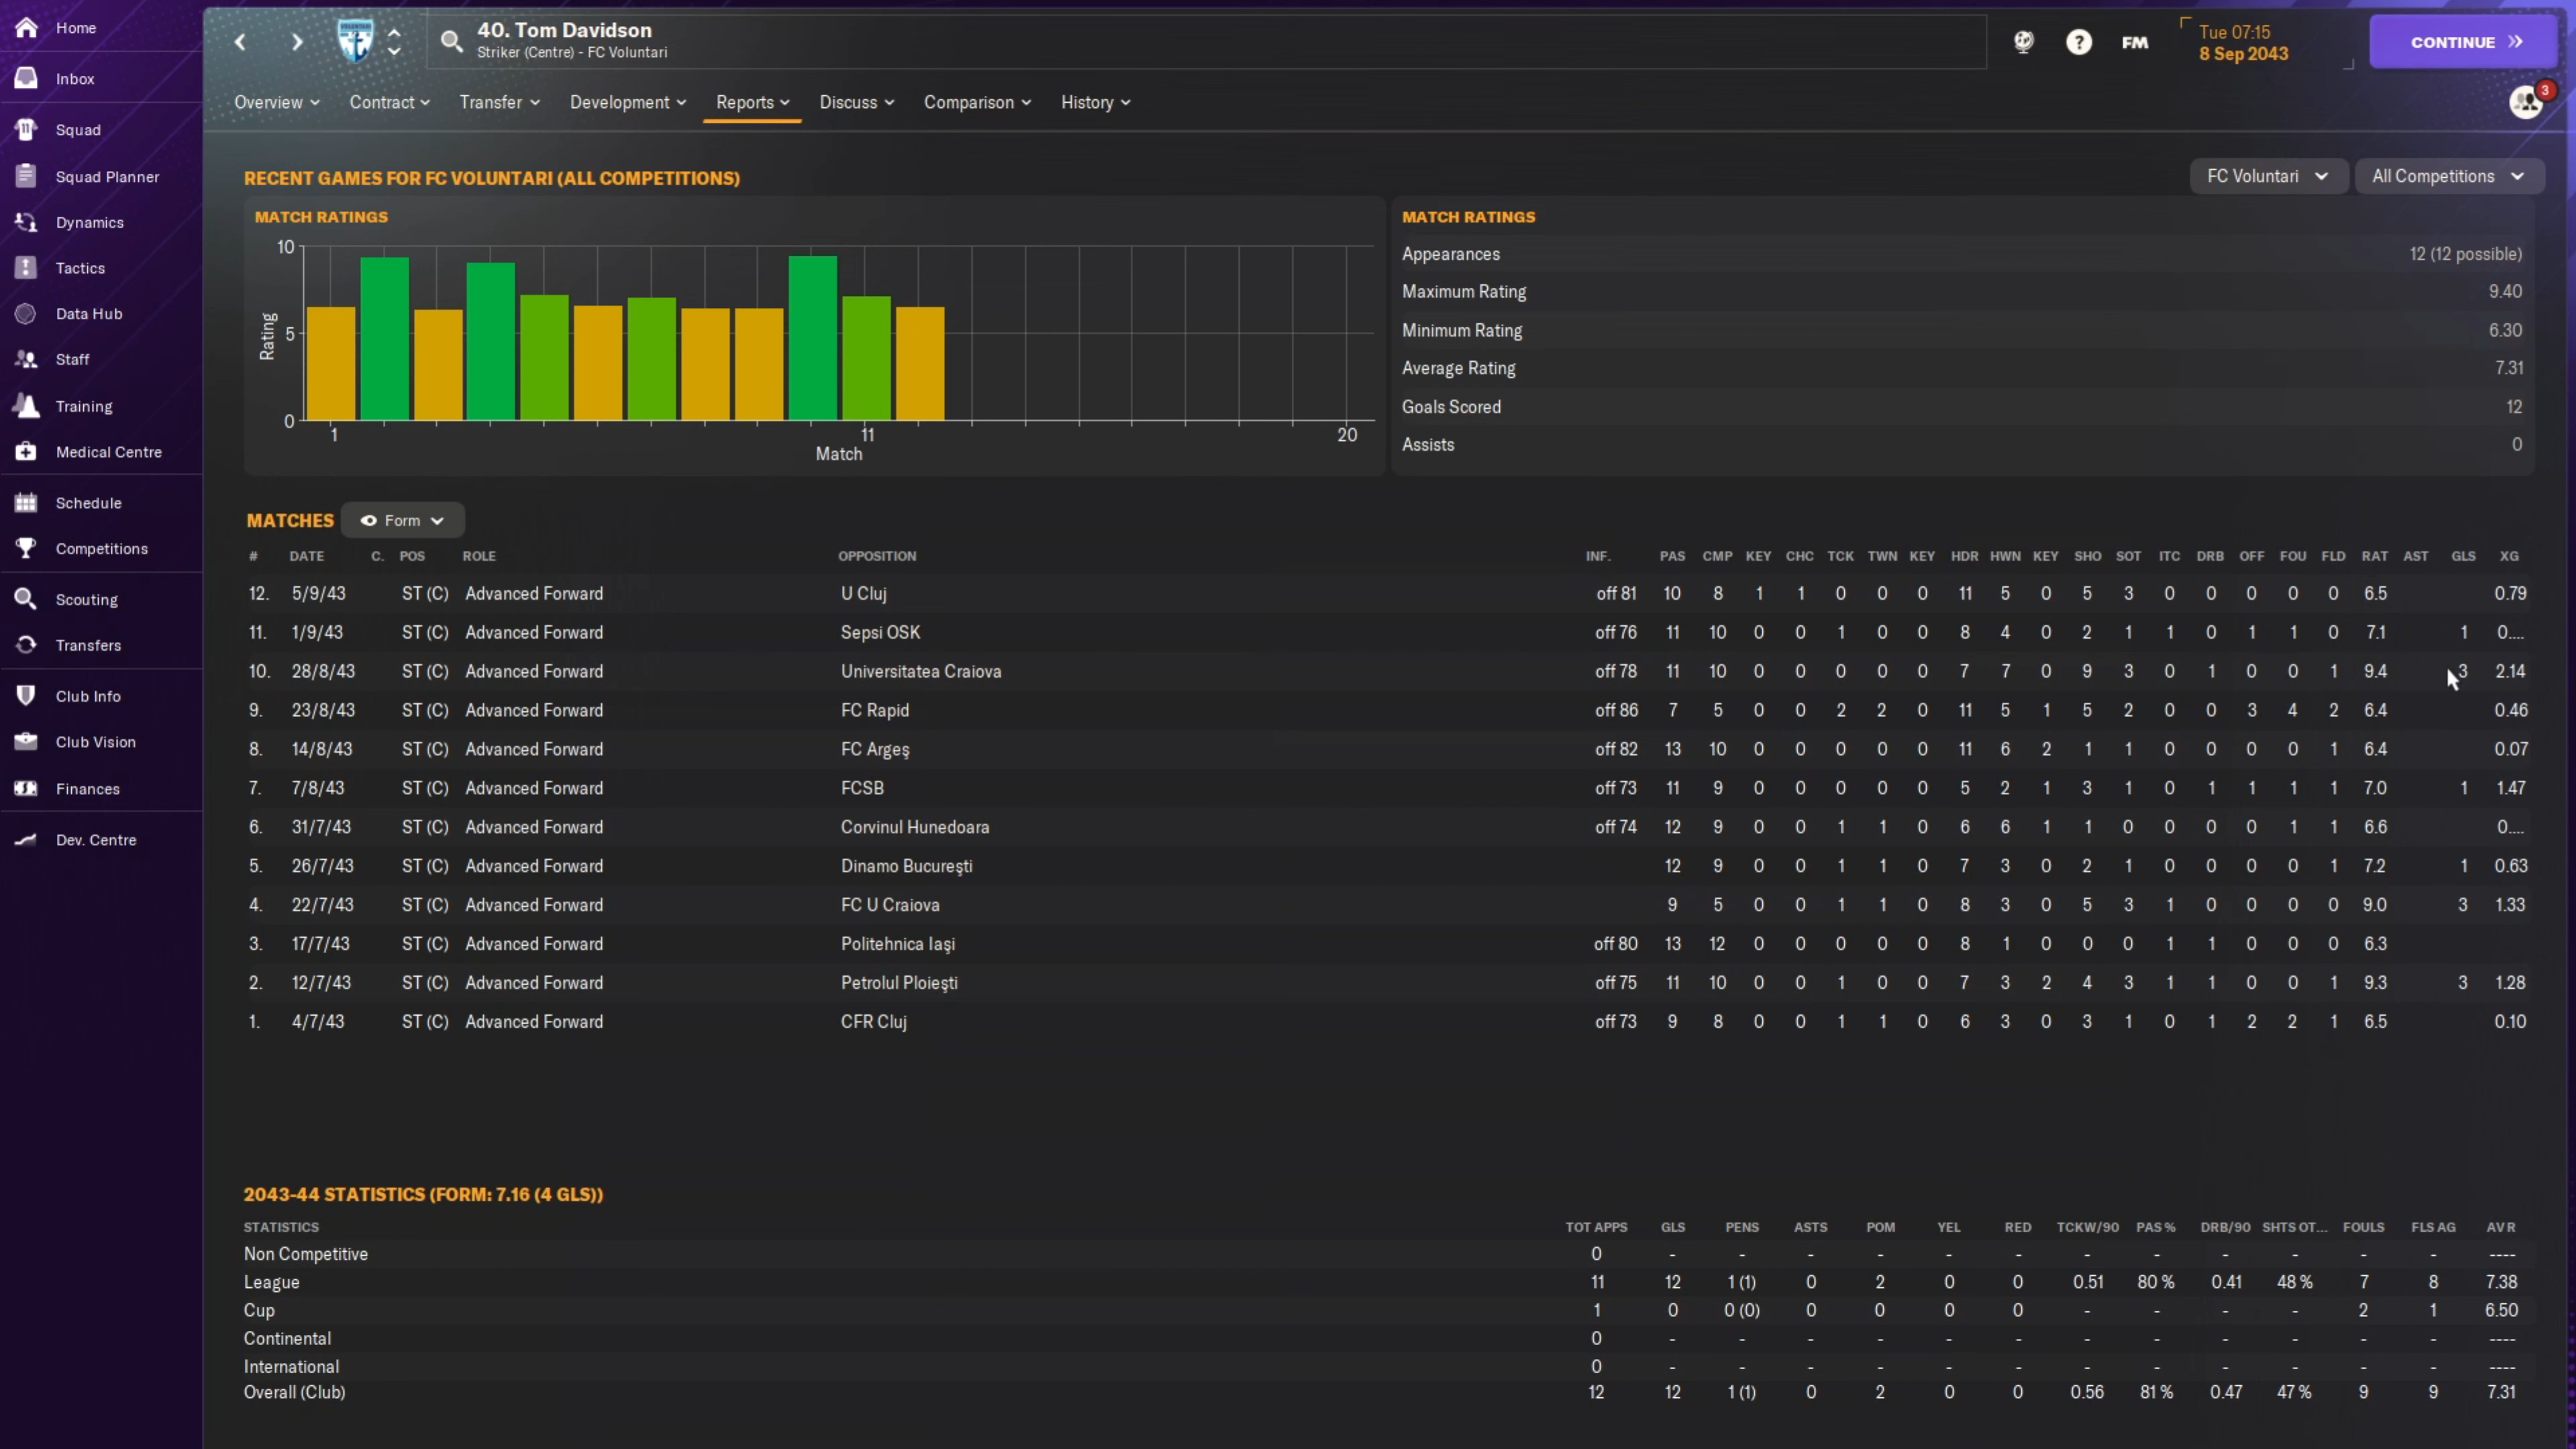 Home
Inbox
Squad
Squad Planner
Dynamics
Tactics
Data Hub
Staff
Training
Medical Centre
Schedule
Competitions
Scouting
Transfers
Club Info
Club Vision
Finances
Dev. Centre
40. Tom Davidson
Striker (Centre) - FC Voluntari
FM
Tue 07:15
8 Sep 2043
CONTINUE
3
Overview Contract Transfer Development Reports Discuss Comparison History
RECENT GAMES FOR FC VOLUNTARI (ALL COMPETITIONS)
FC Voluntari All Competitions
MATCH RATINGS
10
5
0
Rating
1 11 20
Match
MATCH RATINGS
Appearances 12 (12 possible)
Maximum Rating 9.40
Minimum Rating 6.30
Average Rating 7.31
Goals Scored 12
Assists 0
MATCHES Form
# DATE C. POS ROLE OPPOSITION INF. PAS CMP KEY CHC TCK TWN KEY HDR HWN KEY SHO SOT ITC DRB OFF FOU FLD RAT AST GLS XG
12. 5/9/43 ST (C) Advanced Forward U Cluj off 81 10 8 1 1 0 0 0 11 5 0 5 3 0 0 0 0 0 6.5 0.79
11. 1/9/43 ST (C) Advanced Forward Sepsi OSK off 76 11 10 0 0 1 0 0 8 4 0 2 1 1 0 1 1 0 7.1 1 0....
10. 28/8/43 ST (C) Advanced Forward Universitatea Craiova off 78 11 10 0 0 0 0 0 7 7 0 9 3 0 1 0 0 1 9.4 3 2.14
9. 23/8/43 ST (C) Advanced Forward FC Rapid off 86 7 5 0 0 2 2 0 11 5 1 5 2 0 0 3 4 2 6.4 0.46
8. 14/8/43 ST (C) Advanced Forward FC Argeș off 82 13 10 0 0 0 0 0 11 6 2 1 1 0 0 0 0 1 6.4 0.07
7. 7/8/43 ST (C) Advanced Forward FCSB off 73 11 9 0 0 0 0 0 5 2 1 3 1 0 1 1 1 1 7.0 1 1.47
6. 31/7/43 ST (C) Advanced Forward Corvinul Hunedoara off 74 12 9 0 0 1 1 0 6 6 1 1 0 0 0 0 1 1 6.6 0....
5. 26/7/43 ST (C) Advanced Forward Dinamo București 12 9 0 0 1 1 0 7 3 0 2 1 0 0 0 0 1 7.2 1 0.63
4. 22/7/43 ST (C) Advanced Forward FC U Craiova 9 5 0 0 1 1 0 8 3 0 5 3 1 0 0 0 0 9.0 3 1.33
3. 17/7/43 ST (C) Advanced Forward Politehnica Iași off 80 13 12 0 0 0 0 0 8 1 0 0 0 1 1 0 0 0 6.3
2. 12/7/43 ST (C) Advanced Forward Petrolul Ploiești off 75 11 10 0 0 1 0 0 7 3 2 4 3 1 1 0 0 1 9.3 3 1.28
1. 4/7/43 ST (C) Advanced Forward CFR Cluj off 73 9 8 0 0 1 1 0 6 3 0 3 1 0 1 2 2 1 6.5 0.10
2043-44 STATISTICS (FORM: 7.16 (4 GLS))
STATISTICS TOT APPS GLS PENS ASTS POM YEL RED TCKW/90 PAS % DRB/90 SHTS OT... FOULS FLS AG AV R
Non Competitive 0 - - - - - - - - - - - - ----
League 11 12 1 (1) 0 2 0 0 0.51 80 % 0.41 48 % 7 8 7.38
Cup 1 0 0 (0) 0 0 0 0 - - - - 2 1 6.50
Continental 0 - - - - - - - - - - - - ----
International 0 - - - - - - - - - - - - ----
Overall (Club) 12 12 1 (1) 0 2 0 0 0.56 81 % 0.47 47 % 9 9 7.31